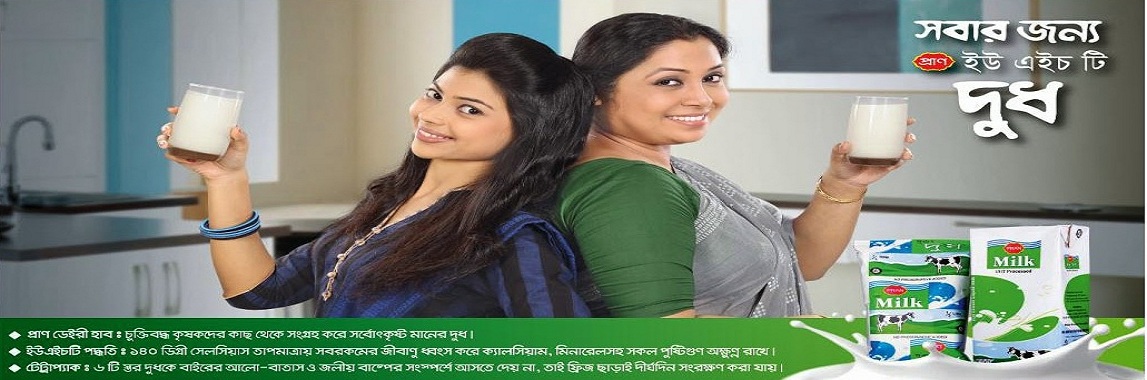 সবার জন্য
প্রাণ ইউ এইচ টি
দুধ
দুধ
PRAN
Milk
PRAN
Milk
UHT Processed
◆ প্রাণ ডেইরী হাব ঃ চুক্তিবদ্ধ কৃষকদের কাছ থেকে সংগ্রহ করে সর্বোৎকৃষ্ট মানের দুধ।
◆ ইউএইচটি পদ্ধতি ঃ ১৪০ ডিগ্রী সেলসিয়াস তাপমাত্রায় সবরকমের জীবাণু ধ্বংস করে ক্যালসিয়াম, মিনারেলসহ সকল পুষ্টিগুণ অক্ষুন্ন রাখে।
◆ টেট্রাপ্যাক ঃ ৬ টি স্তর দুধকে বাইরের আলো-বাতাস ও জলীয় বাষ্পের সংস্পর্শে আসতে দেয় না, তাই ফ্রিজ ছাড়াই দীর্ঘদিন সংরক্ষণ করা যায়।